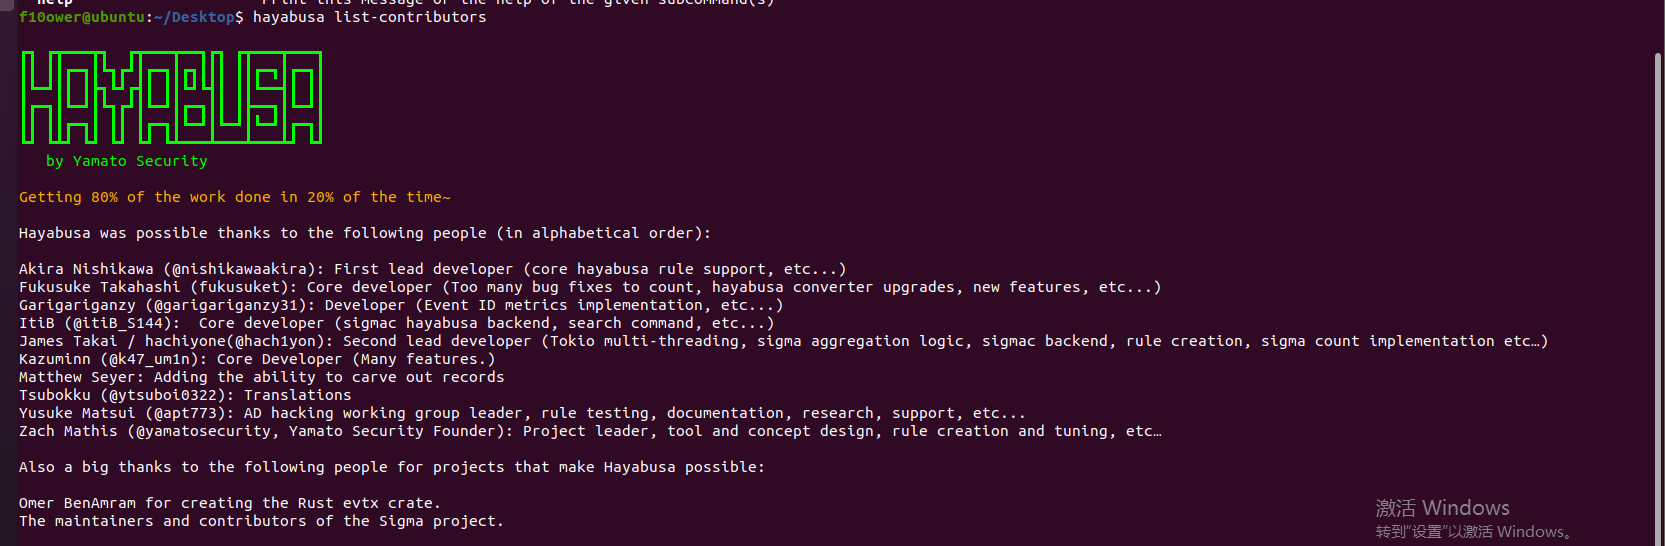 help    Print this message or the help of the given subcommand(s)
f10ower@ubuntu:~/Desktop$ hayabusa list-contributors
HAYABUSA
by Yamato Security
Getting 80% of the work done in 20% of the time~
Hayabusa was possible thanks to the following people (in alphabetical order):
Akira Nishikawa (@nishikawaakira): First lead developer (core hayabusa rule support, etc...)
Fukusuke Takahashi (fukusuket): Core developer (Too many bug fixes to count, hayabusa converter upgrades, new features, etc...)
Garigariganzy (@garigariganzy31): Developer (Event ID metrics implementation, etc...)
ItiB (@itiB_S144):  Core developer (sigmac hayabusa backend, search command, etc...)
James Takai / hachiyone(@hach1yon): Second lead developer (Tokio multi-threading, sigma aggregation logic, sigmac backend, rule creation, sigma count implementation etc…)
Kazuminn (@k47_um1n): Core Developer (Many features.)
Matthew Seyer: Adding the ability to carve out records
Tsubokku (@ytsuboi0322): Translations
Yusuke Matsui (@apt773): AD hacking working group leader, rule testing, documentation, research, support, etc...
Zach Mathis (@yamatosecurity, Yamato Security Founder): Project leader, tool and concept design, rule creation and tuning, etc…
Also a big thanks to the following people for projects that make Hayabusa possible:
Omer BenAmram for creating the Rust evtx crate.
The maintainers and contributors of the Sigma project.
激活 Windows
转到“设置”以激活 Windows。